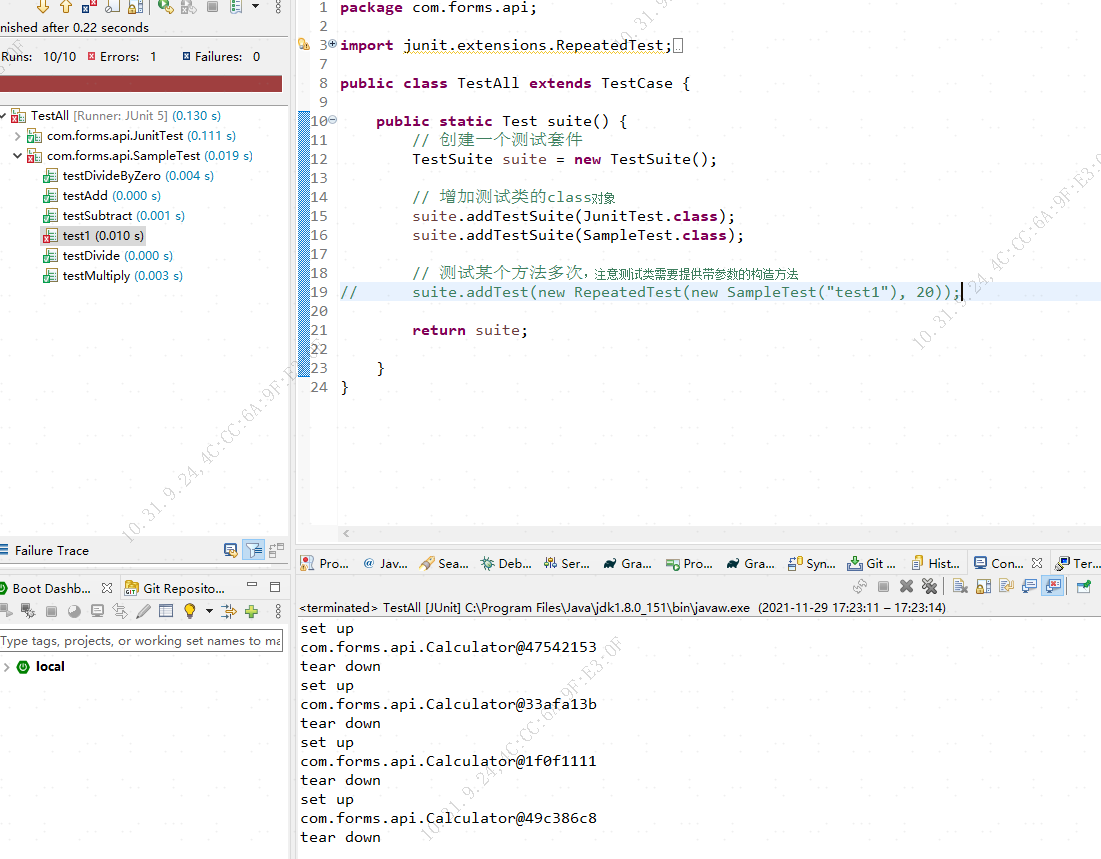 nished after 0.22 seconds
Runs: 10/10 Errors: 1 Failures: 0
TestAll [Runner: JUnit 5] (0.130 s)
com.forms.api.JunitTest (0.111 s)
com.forms.api.SampleTest (0.019 s)
testDivideByZero (0.004 s)
testAdd (0.000 s)
testSubtract (0.001 s)
test1 (0.010 s)
testDivide (0.000 s)
testMultiply (0.003 s)
Failure Trace
Boot Dashb... Git Reposito...
Type tags, projects, or working set names to ma
local
1 package com.forms.api;
2
3 import junit.extensions.RepeatedTest;
7
8 public class TestAll extends TestCase {
9
10 public static Test suite() {
11 // 创建一个测试套件
12 TestSuite suite = new TestSuite();
13
14 // 增加测试类的class对象
15 suite.addTestSuite(JunitTest.class);
16 suite.addTestSuite(SampleTest.class);
17
18 // 测试某个方法多次，注意测试类需要提供带参数的构造方法
19 // suite.addTest(new RepeatedTest(new SampleTest("test1"), 20));
20
21 return suite;
22
23 }
24 }
Pro... @ Jav... Sea... Deb... Ser... Gra... Pro... Gra... Syn... Git ... Hist... Con... Ter...
<terminated> TestAll [JUnit] C:\Program Files\Java\jdk1.8.0_151\bin\javaw.exe (2021-11-29 17:23:11 – 17:23:14)
set up
com.forms.api.Calculator@47542153
tear down
set up
com.forms.api.Calculator@33afa13b
tear down
set up
com.forms.api.Calculator@1f0f1111
tear down
set up
com.forms.api.Calculator@49c386c8
tear down
10.31.9.24,4C:CC:6A:9F:E3:0F
10.31.9.24,4C:CC:6A:9F:E3:0F